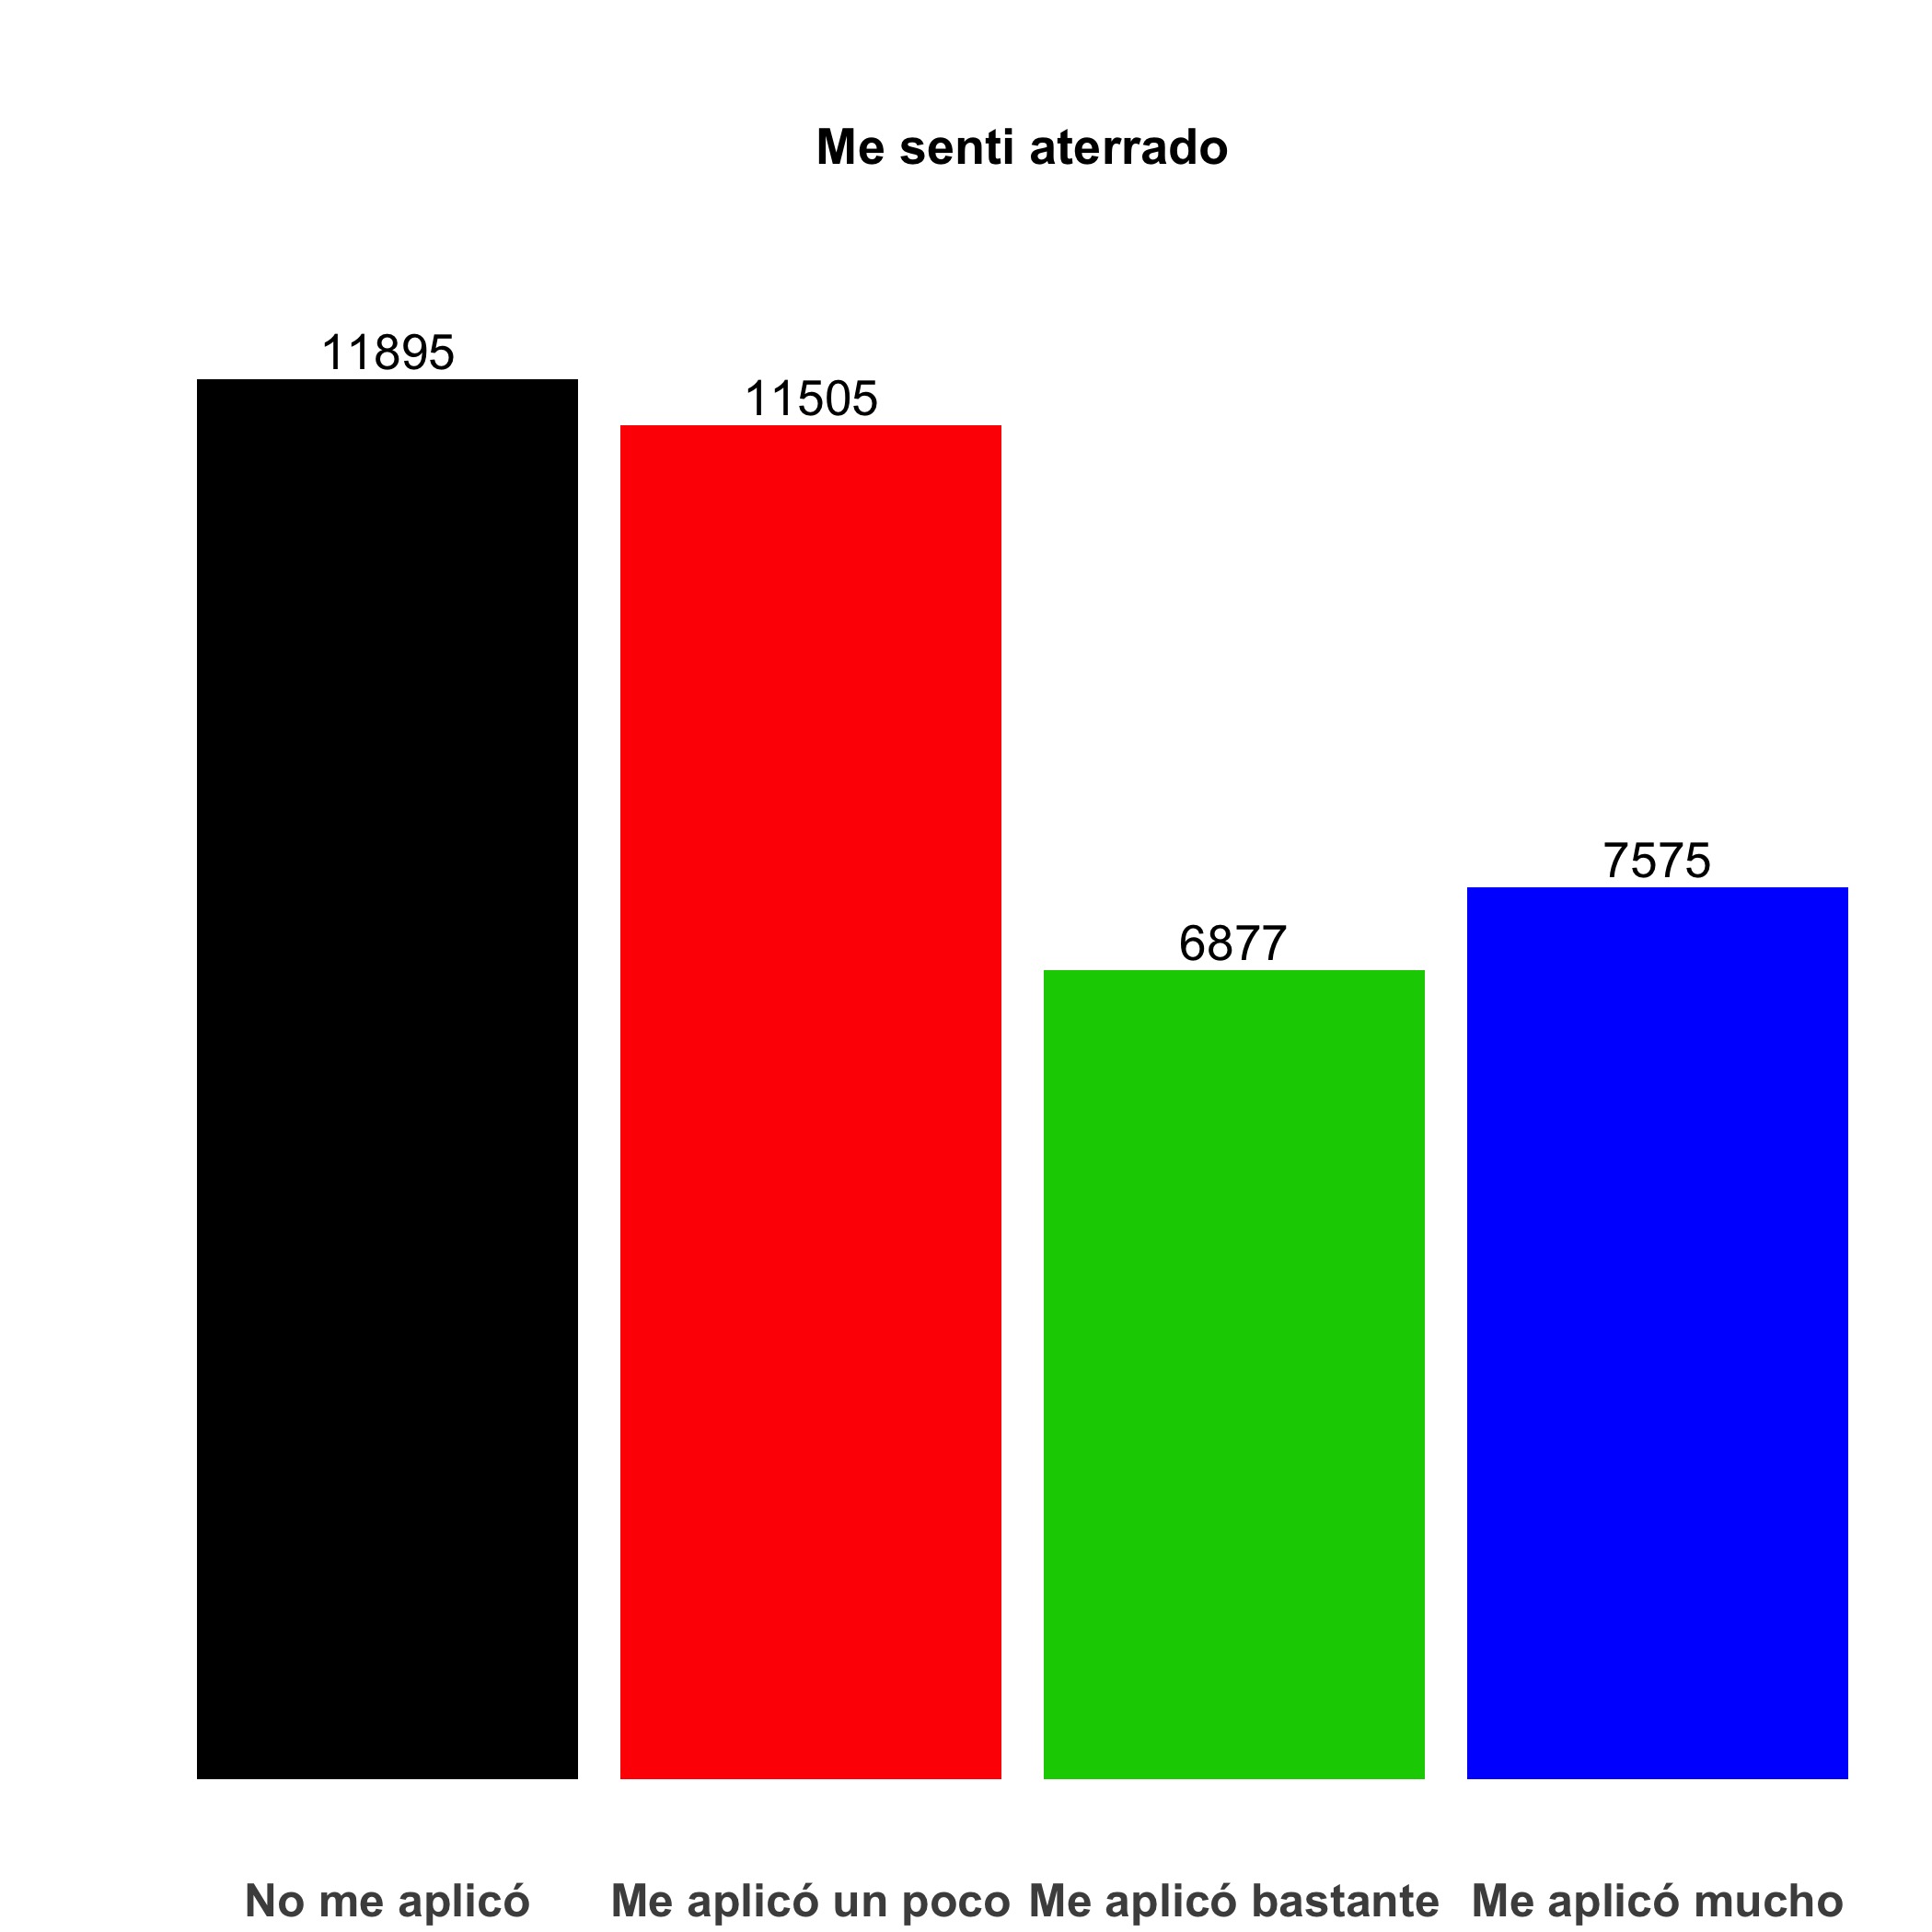 Me senti aterrado
11895
11505
6877
7575
No me aplicó Me aplicó un poco Me aplicó bastante Me aplicó mucho